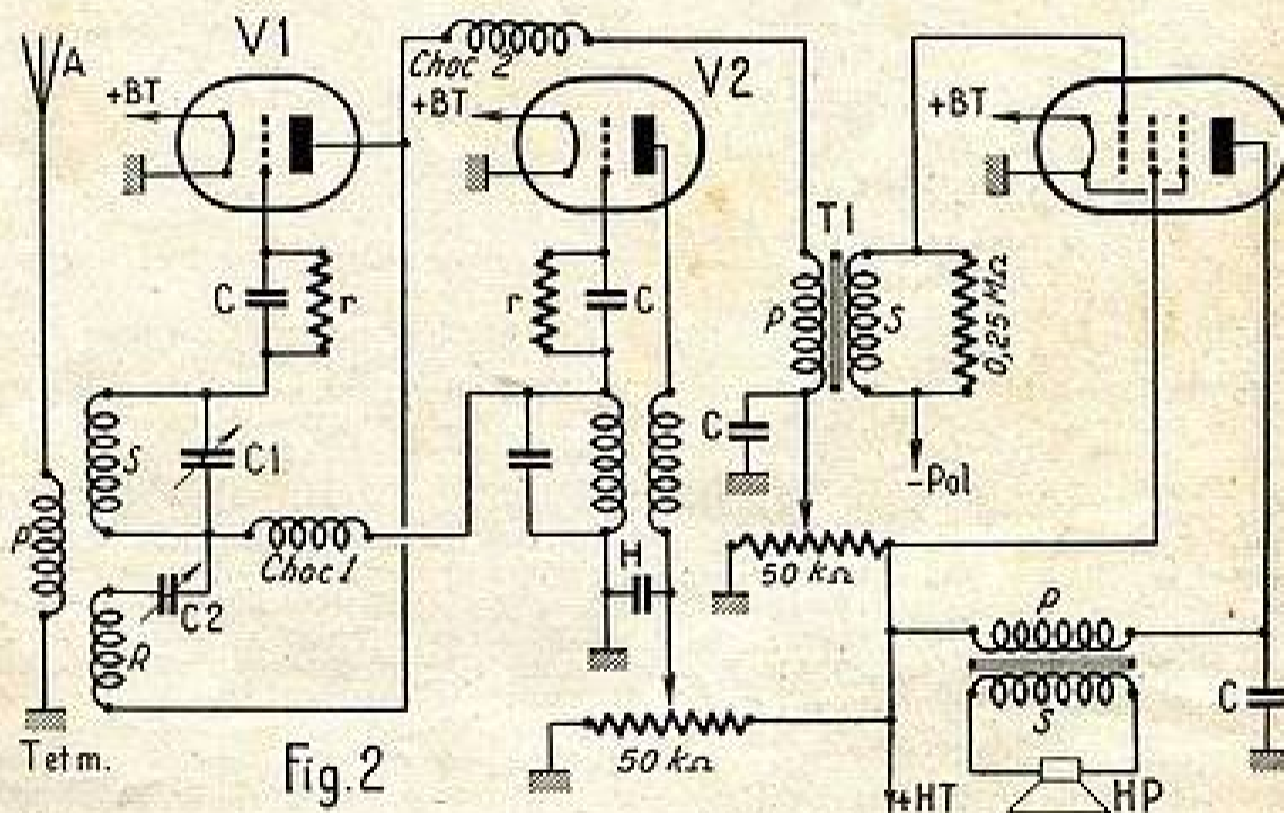 V1
A
Choc 2
+BT
+BT
V2
+BT
T1
C
r
r
C
P
S
0,25 MΩ
S
C1
C
-Pol
P
Choc 1
C2
H
50 kΩ
R
P
S
C
Tetm.
Fig.2
50 kΩ
+HT
HP